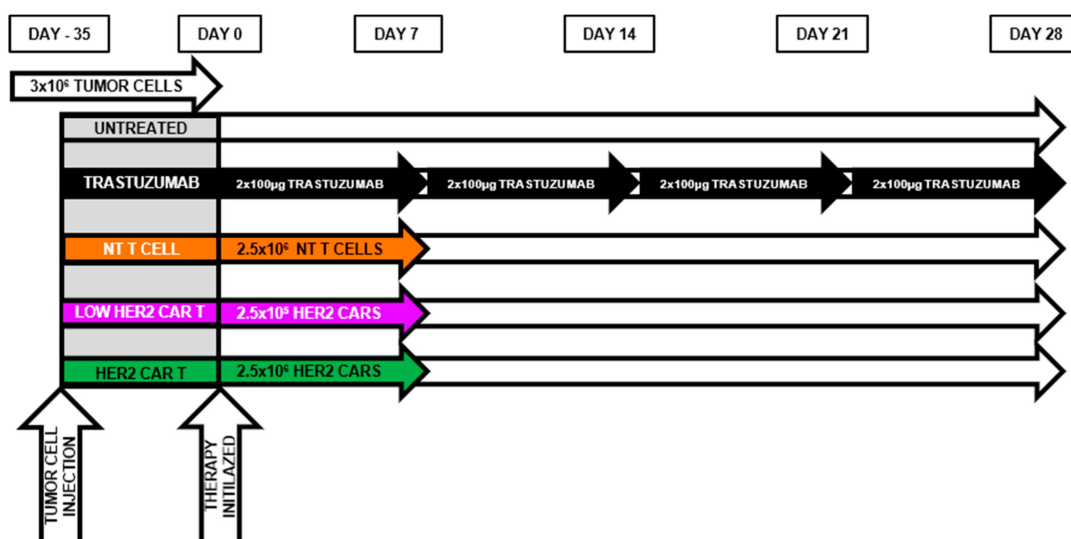 DAY - 35
DAY 0
DAY 7
DAY 14
DAY 21
DAY 28
3x10⁶ TUMOR CELLS
UNTREATED
TRASTUZUMAB
2x100µg TRASTUZUMAB
2x100µg TRASTUZUMAB
2x100µg TRASTUZUMAB
2x100µg TRASTUZUMAB
NT T CELL
2.5x10⁶ NT T CELLS
LOW HER2 CAR T
2.5x10⁵ HER2 CARS
HER2 CAR T
2.5x10⁶ HER2 CARS
TUMOR CELL
INJECTION
THERAPY
INITILAZED